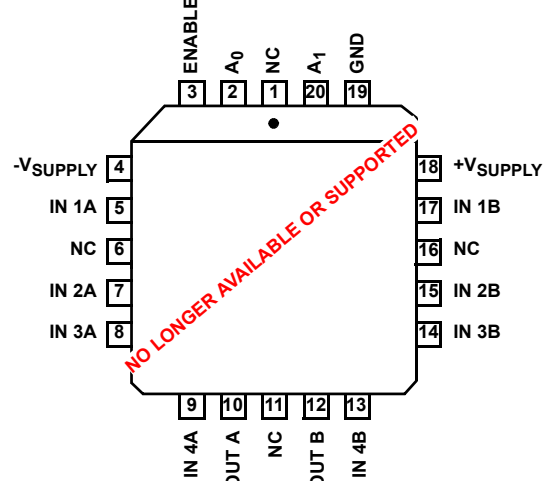 ENABLE
A0
NC
A1
GND
3
2
1
20
19
-VSUPPLY 4
18 +VSUPPLY
IN 1A 5
17 IN 1B
NC 6
16 NC
IN 2A 7
15 IN 2B
IN 3A 8
14 IN 3B
NO LONGER AVAILABLE OR SUPPORTED
9
10
11
12
13
IN 4A
OUT A
NC
OUT B
IN 4B